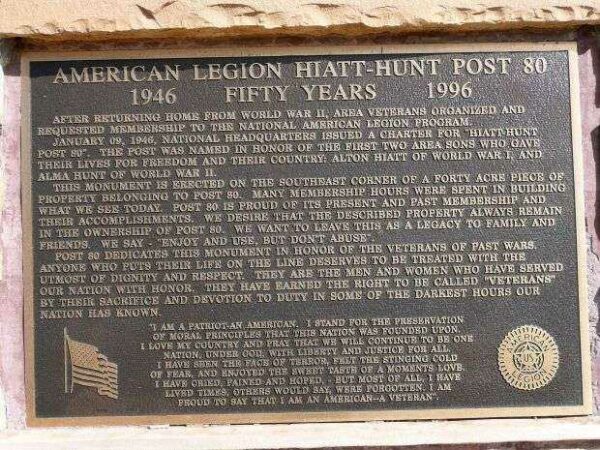 AMERICAN LEGION HIATT-HUNT POST 80
1946 FIFTY YEARS 1996
AFTER RETURNING HOME FROM WORLD WAR II, AREA VETERANS ORGANIZED AND
REQUESTED MEMBERSHIP TO THE NATIONAL AMERICAN LEGION PROGRAM.
JANUARY 09, 1946, NATIONAL HEADQUARTERS ISSUED A CHARTER FOR "HIATT-HUNT
POST 80". THE POST WAS NAMED IN HONOR OF THE FIRST TWO AREA SONS WHO GAVE
THEIR LIVES FOR FREEDOM AND THEIR COUNTRY: ALTON HIATT OF WORLD WAR I, AND
ALMA HUNT OF WORLD WAR II.
THIS MONUMENT IS ERECTED ON THE SOUTHEAST CORNER OF A FORTY ACRE PIECE OF
PROPERTY BELONGING TO POST 80. MANY MEMBERSHIP HOURS WERE SPENT IN BUILDING
WHAT WE SEE TODAY. POST 80 IS PROUD OF ITS PRESENT AND PAST MEMBERSHIP AND
THEIR ACCOMPLISHMENTS. WE DESIRE THAT THE DESCRIBED PROPERTY ALWAYS REMAIN
IN THE OWNERSHIP OF POST 80. WE WANT TO LEAVE THIS AS A LEGACY TO FAMILY AND
FRIENDS. WE SAY - "ENJOY AND USE, BUT DON'T ABUSE".
POST 80 DEDICATES THIS MONUMENT IN HONOR OF THE VETERANS OF PAST WARS.
ANYONE WHO PUTS THEIR LIFE ON THE LINE DESERVES TO BE TREATED WITH THE
UTMOST OF DIGNITY AND RESPECT. THEY ARE THE MEN AND WOMEN WHO HAVE SERVED
OUR NATION WITH HONOR. THEY HAVE EARNED THE RIGHT TO BE CALLED "VETERANS"
BY THEIR SACRIFICE AND DEVOTION TO DUTY IN SOME OF THE DARKEST HOURS OUR
NATION HAS KNOWN.
"I AM A PATRIOT-AN AMERICAN. I STAND FOR THE PRESERVATION
OF MORAL PRINCIPLES THAT THIS NATION WAS FOUNDED UPON.
I LOVE MY COUNTRY AND PRAY THAT WE WILL CONTINUE TO BE ONE
NATION, UNDER GOD, WITH LIBERTY AND JUSTICE FOR ALL.
I HAVE SEEN THE FACE OF TERROR, FELT THE STINGING COLD
OF FEAR, AND ENJOYED THE SWEET TASTE OF A MOMENTS LOVE.
I HAVE CRIED, PAINED AND HOPED, - BUT MOST OF ALL, I HAVE
LIVED TIMES, OTHERS WOULD SAY, WERE FORGOTTEN. I AM
PROUD TO SAY THAT I AM AN AMERICAN-A VETERAN".
US